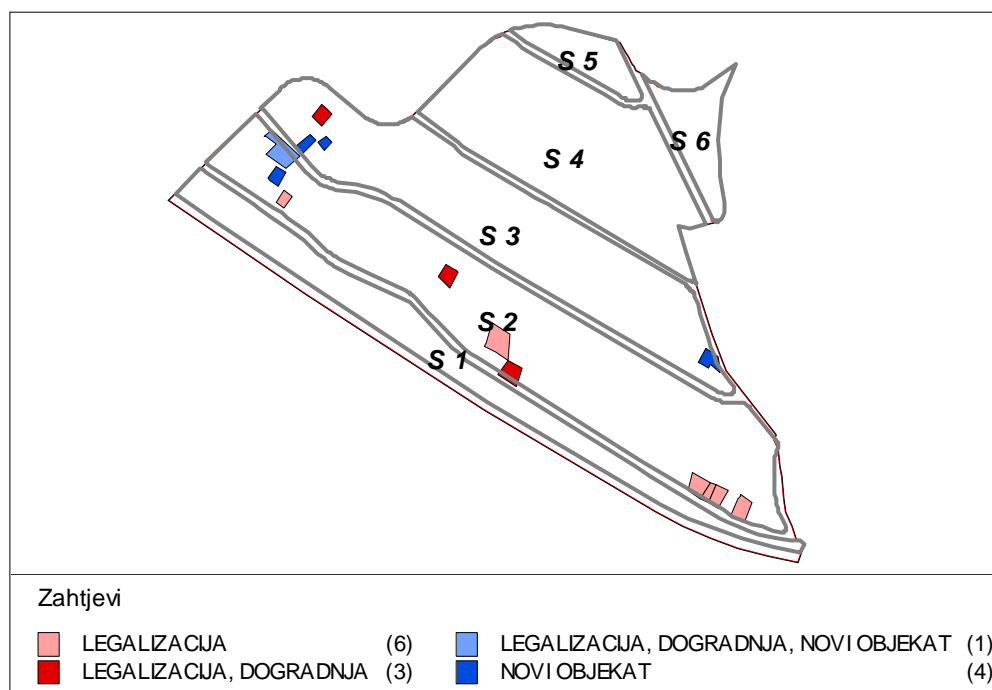 S 5
S 6
S 4
S 3
S 2
S 1
Zahtjevi
LEGALIZACIJA (6)
LEGALIZACIJA, DOGRADNJA (3)
LEGALIZACIJA, DOGRADNJA, NOVI OBJEKAT (1)
NOVI OBJEKAT (4)